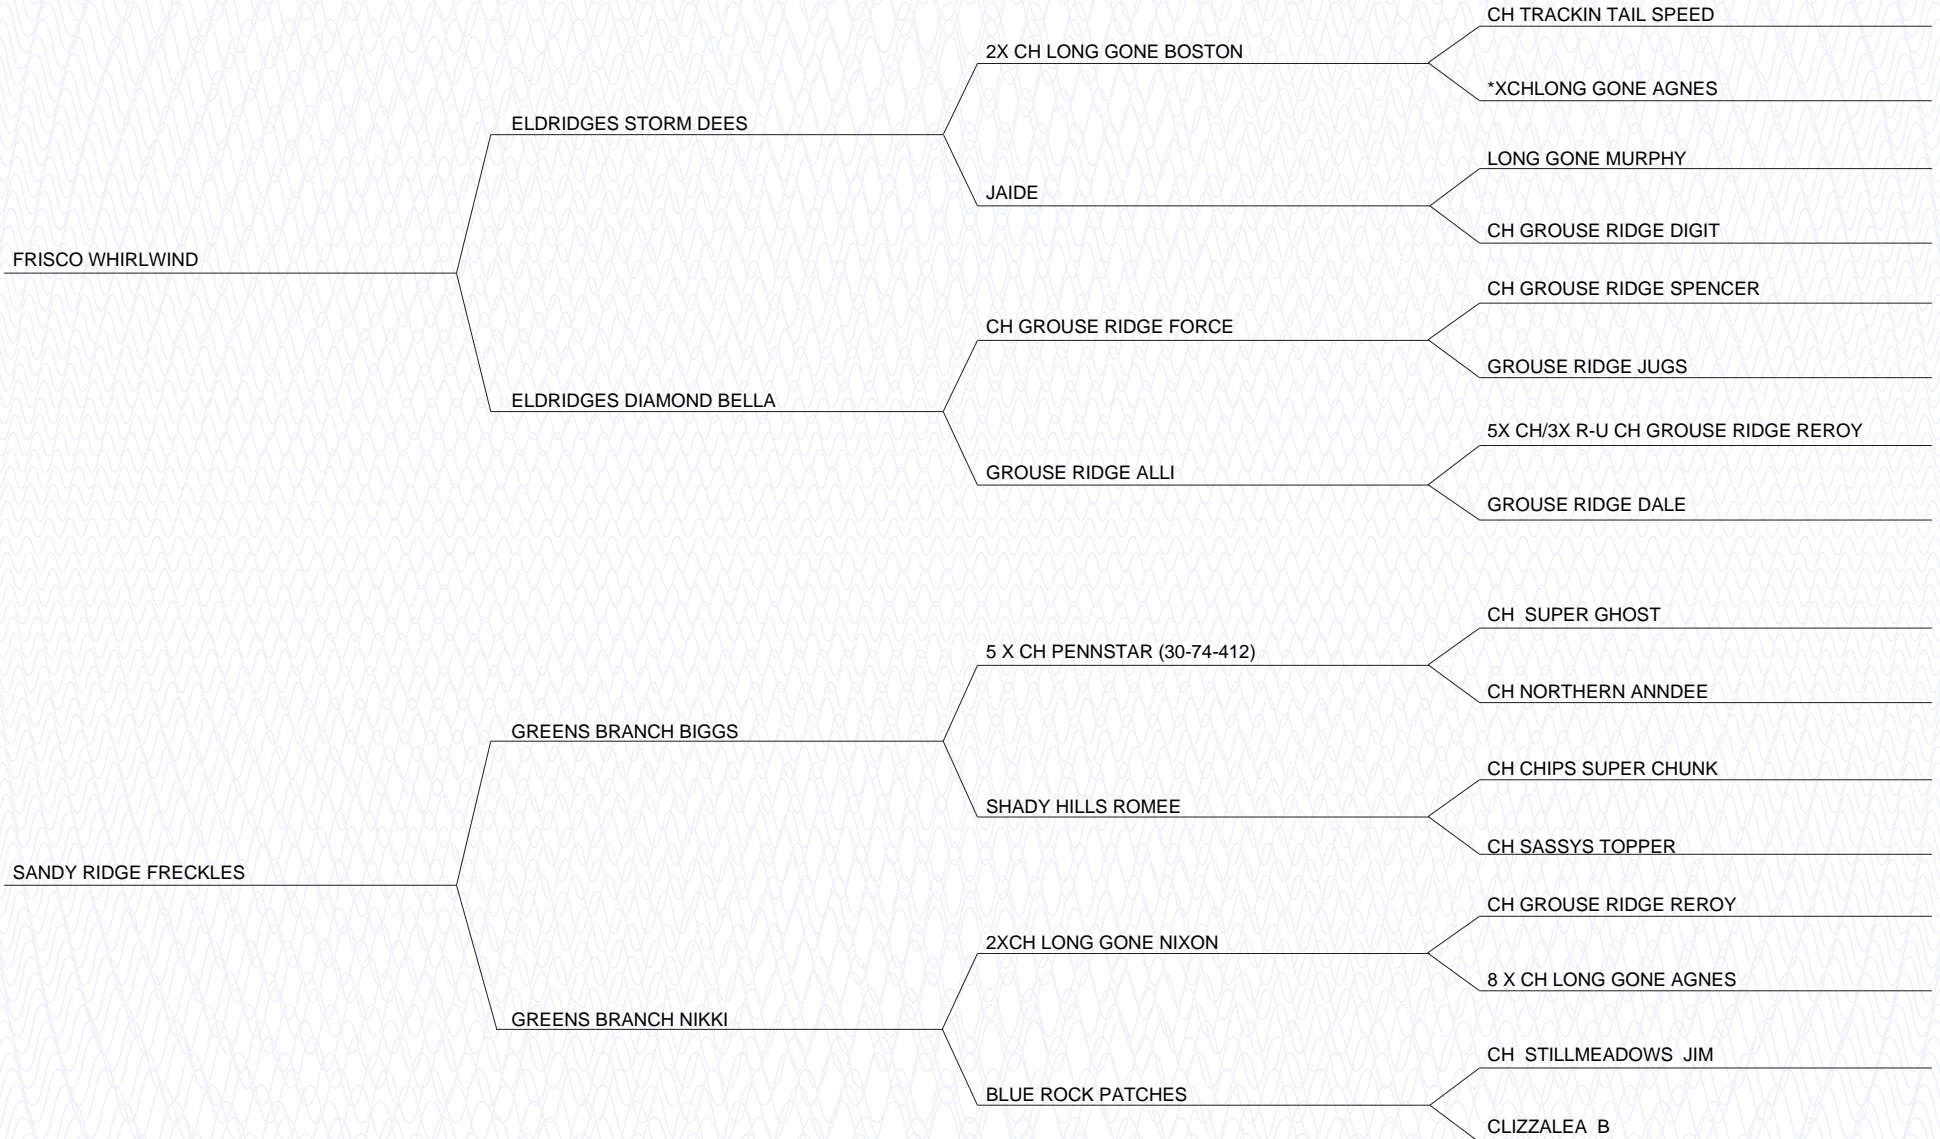 CH TRACKIN TAIL SPEED
2X CH LONG GONE BOSTON
*XCHLONG GONE AGNES
ELDRIDGES STORM DEES
LONG GONE MURPHY
JAIDE
CH GROUSE RIDGE DIGIT
FRISCO WHIRLWIND
CH GROUSE RIDGE SPENCER
CH GROUSE RIDGE FORCE
GROUSE RIDGE JUGS
ELDRIDGES DIAMOND BELLA
5X CH/3X R-U CH GROUSE RIDGE REROY
GROUSE RIDGE ALLI
GROUSE RIDGE DALE
CH  SUPER GHOST
5 X CH PENNSTAR (30-74-412)
CH NORTHERN ANNDEE
GREENS BRANCH BIGGS
CH CHIPS SUPER CHUNK
SHADY HILLS ROMEE
CH SASSYS TOPPER
SANDY RIDGE FRECKLES
CH GROUSE RIDGE REROY
2XCH LONG GONE NIXON
8 X CH LONG GONE AGNES
GREENS BRANCH NIKKI
CH  STILLMEADOWS  JIM
BLUE ROCK PATCHES
CLIZZALEA  B